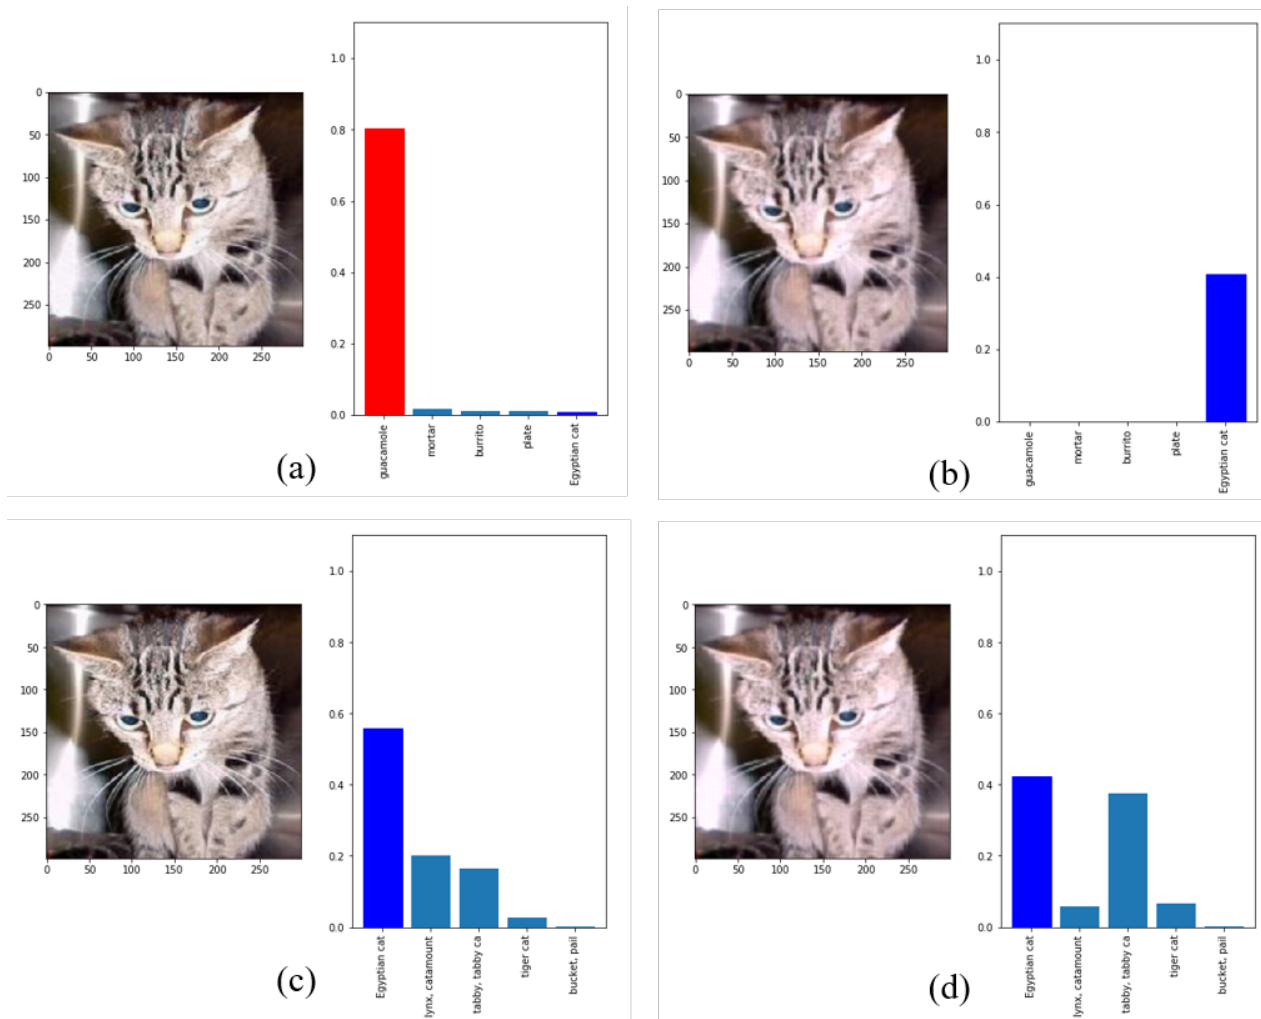 1.0
0.8
0.6
0.4
0.2
0.0
0
50
100
150
200
250
0 50 100 150 200 250
guacamole
mortar
burrito
plate
Egyptian cat
(a)
1.0
0.8
0.6
0.4
0.2
0.0
0
50
100
150
200
250
0 50 100 150 200 250
guacamole
mortar
burrito
plate
Egyptian cat
(b)
1.0
0.8
0.6
0.4
0.2
0.0
0
50
100
150
200
250
0 50 100 150 200 250
Egyptian cat
lynx, catamount
tabby, tabby ca
tiger cat
bucket, pail
(c)
1.0
0.8
0.6
0.4
0.2
0.0
0
50
100
150
200
250
0 50 100 150 200 250
Egyptian cat
lynx, catamount
tabby, tabby ca
tiger cat
bucket, pail
(d)